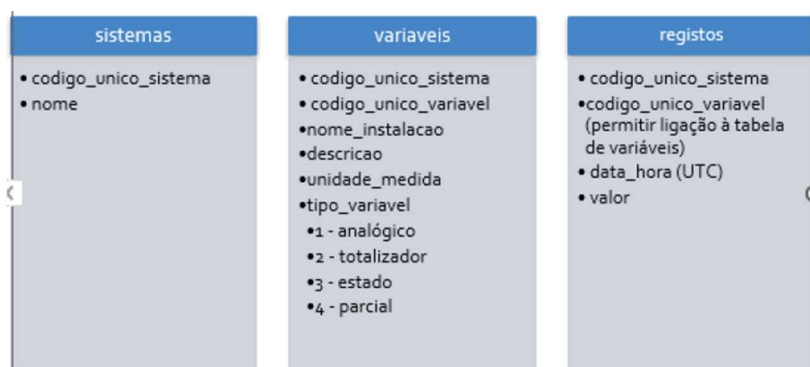 sistemas
• codigo_unico_sistema
• nome
variaveis
• codigo_unico_sistema
• codigo_unico_variavel
•nome_instalacao
•descricao
•unidade_medida
•tipo_variavel
•1 - analógico
•2 - totalizador
•3 - estado
•4 - parcial
registos
• codigo_unico_sistema
•codigo_unico_variavel
(permitir ligação à tabela
de variáveis)
• data_hora (UTC)
• valor